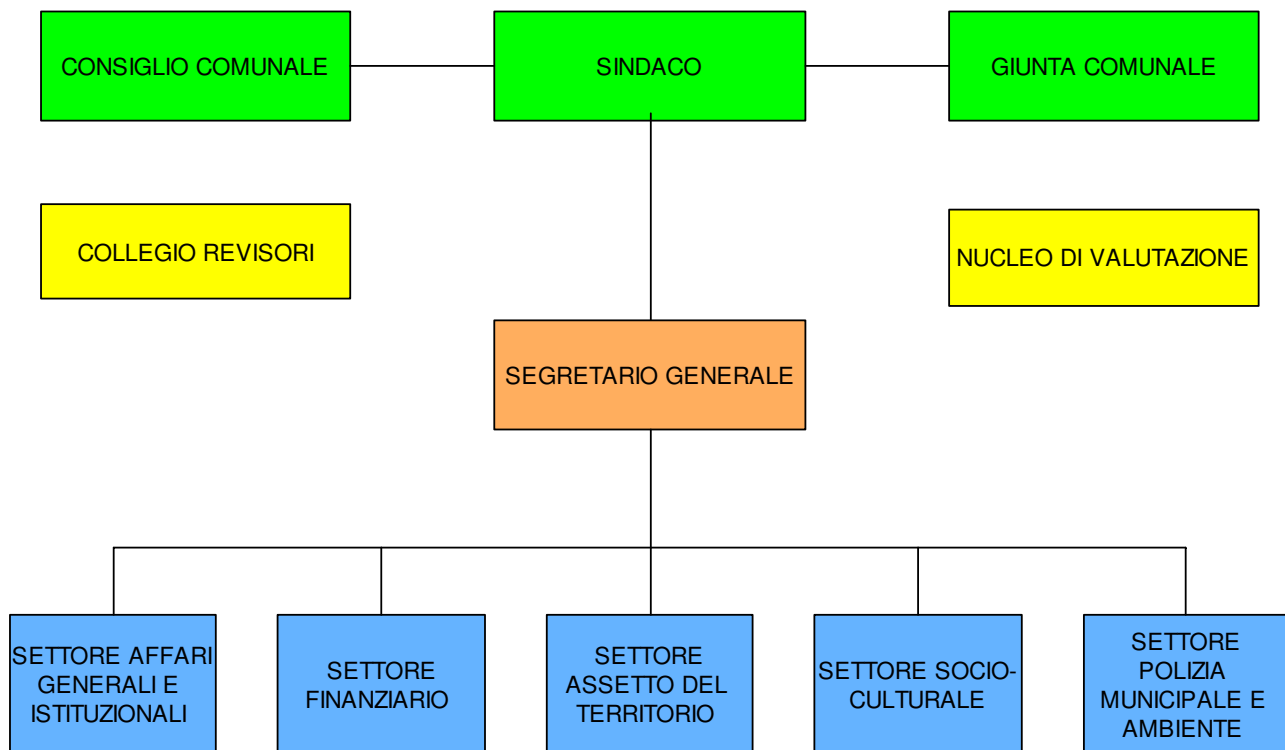 CONSIGLIO COMUNALE
SINDACO
GIUNTA COMUNALE
COLLEGIO REVISORI
NUCLEO DI VALUTAZIONE
SEGRETARIO GENERALE
SETTORE AFFARI
GENERALI E
ISTITUZIONALI
SETTORE
FINANZIARIO
SETTORE
ASSETTO DEL
TERRITORIO
SETTORE SOCIO-
CULTURALE
SETTORE
POLIZIA
MUNICIPALE E
AMBIENTE